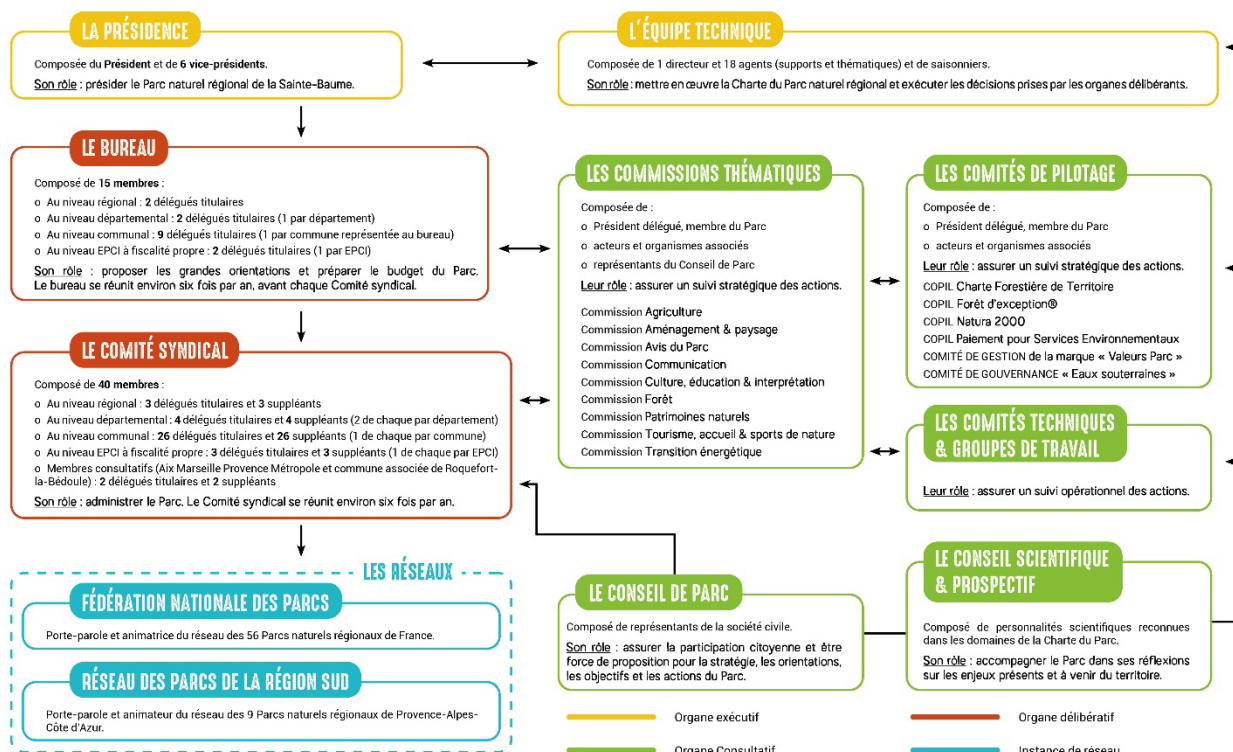 LA PRÉSIDENCE
Composée du Président et de 6 vice-présidents.
Son rôle : présider le Parc naturel régional de la Sainte-Baume.
L'ÉQUIPE TECHNIQUE
Composée de 1 directeur et 18 agents (supports et thématiques) et de saisonniers.
Son rôle : mettre en œuvre la Charte du Parc naturel régional et exécuter les décisions prises par les organes délibérants.
LE BUREAU
Composé de 15 membres :
o Au niveau régional : 2 délégués titulaires
o Au niveau départemental : 2 délégués titulaires (1 par département)
o Au niveau communal : 9 délégués titulaires (1 par commune représentée au bureau)
o Au niveau EPCI à fiscalité propre : 2 délégués titulaires (1 par EPCI)
Son rôle : proposer les grandes orientations et préparer le budget du Parc.
Le bureau se réunit environ six fois par an, avant chaque Comité syndical.
LES COMMISSIONS THÉMATIQUES
Composée de :
o Président délégué, membre du Parc
o acteurs et organismes associés
o représentants du Conseil de Parc
Leur rôle : assurer un suivi stratégique des actions.
Commission Agriculture
Commission Aménagement & paysage
Commission Avis du Parc
Commission Communication
Commission Culture, éducation & interprétation
Commission Forêt
Commission Patrimoines naturels
Commission Tourisme, accueil & sports de nature
Commission Transition énergétique
LES COMITÉS DE PILOTAGE
Composée de :
o Président délégué, membre du Parc
o acteurs et organismes associés
Leur rôle : assurer un suivi stratégique des actions.
COPIL Charte Forestière de Territoire
COPIL Forêt d'exception®
COPIL Natura 2000
COPIL Paiement pour Services Environnementaux
COMITÉ DE GESTION de la marque « Valeurs Parc »
COMITÉ DE GOUVERNANCE « Eaux souterraines »
LE COMITÉ SYNDICAL
Composé de 40 membres :
o Au niveau régional : 3 délégués titulaires et 3 suppléants
o Au niveau départemental : 4 délégués titulaires et 4 suppléants (2 de chaque par département)
o Au niveau communal : 26 délégués titulaires et 26 suppléants (1 de chaque par commune)
o Au niveau EPCI à fiscalité propre : 3 délégués titulaires et 3 suppléants (1 de chaque par EPCI)
o Membres consultatifs (Aix Marseille Provence Métropole et commune associée de Roquefort-
la-Bédoule) : 2 délégués titulaires et 2 suppléants
Son rôle : administrer le Parc. Le Comité syndical se réunit environ six fois par an.
LES COMITÉS TECHNIQUES
& GROUPES DE TRAVAIL
Leur rôle : assurer un suivi opérationnel des actions.
LES RÉSEAUX
FÉDÉRATION NATIONALE DES PARCS
Porte-parole et animatrice du réseau des 56 Parcs naturels régionaux de France.
RÉSEAU DES PARCS DE LA RÉGION SUD
Porte-parole et animateur du réseau des 9 Parcs naturels régionaux de Provence-Alpes-
Côte d'Azur.
LE CONSEIL DE PARC
Composé de représentants de la société civile.
Son rôle : assurer la participation citoyenne et être
force de proposition pour la stratégie, les orientations,
les objectifs et les actions du Parc.
LE CONSEIL SCIENTIFIQUE
& PROSPECTIF
Composé de personnalités scientifiques reconnues
dans les domaines de la Charte du Parc.
Son rôle : accompagner le Parc dans ses réflexions
sur les enjeux présents et à venir du territoire.
Organe exécutif
Organe délibératif
Organe Consultatif
Instance de réseau